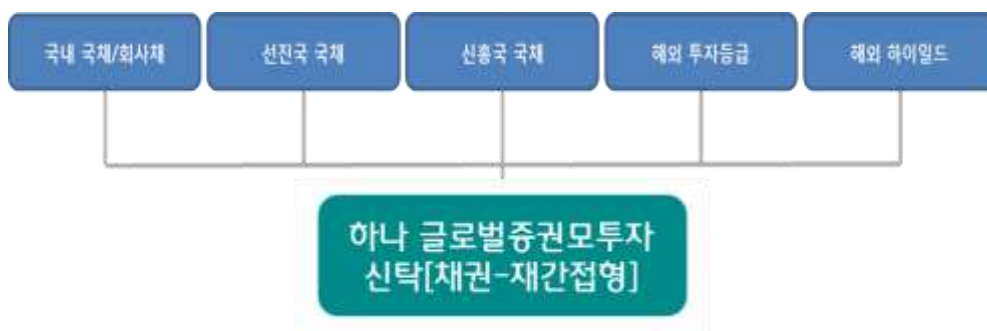 국내 국채/회사채
선진국 국채
신흥국 국채
해외 투자등급
해외 하이일드
하나 글로벌증권모투자
신탁[채권-재간접형]